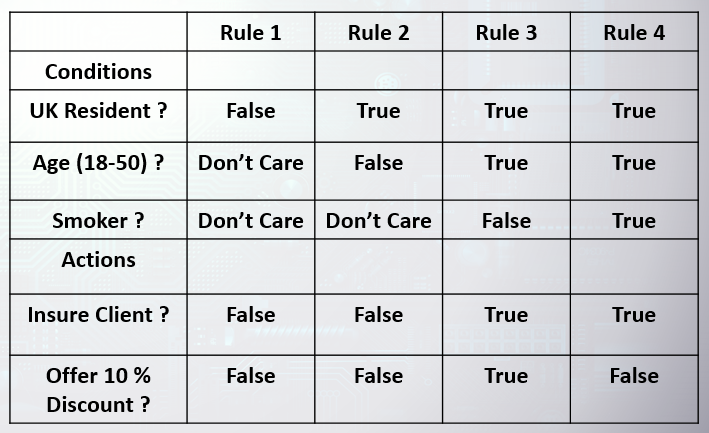 Rule 1 Rule 2 Rule 3 Rule 4
Conditions
UK Resident ? False True True True
Age (18-50) ? Don’t Care False True True
Smoker ? Don’t Care Don’t Care False True
Actions
Insure Client ? False False True True
Offer 10 % False False True False
Discount ?